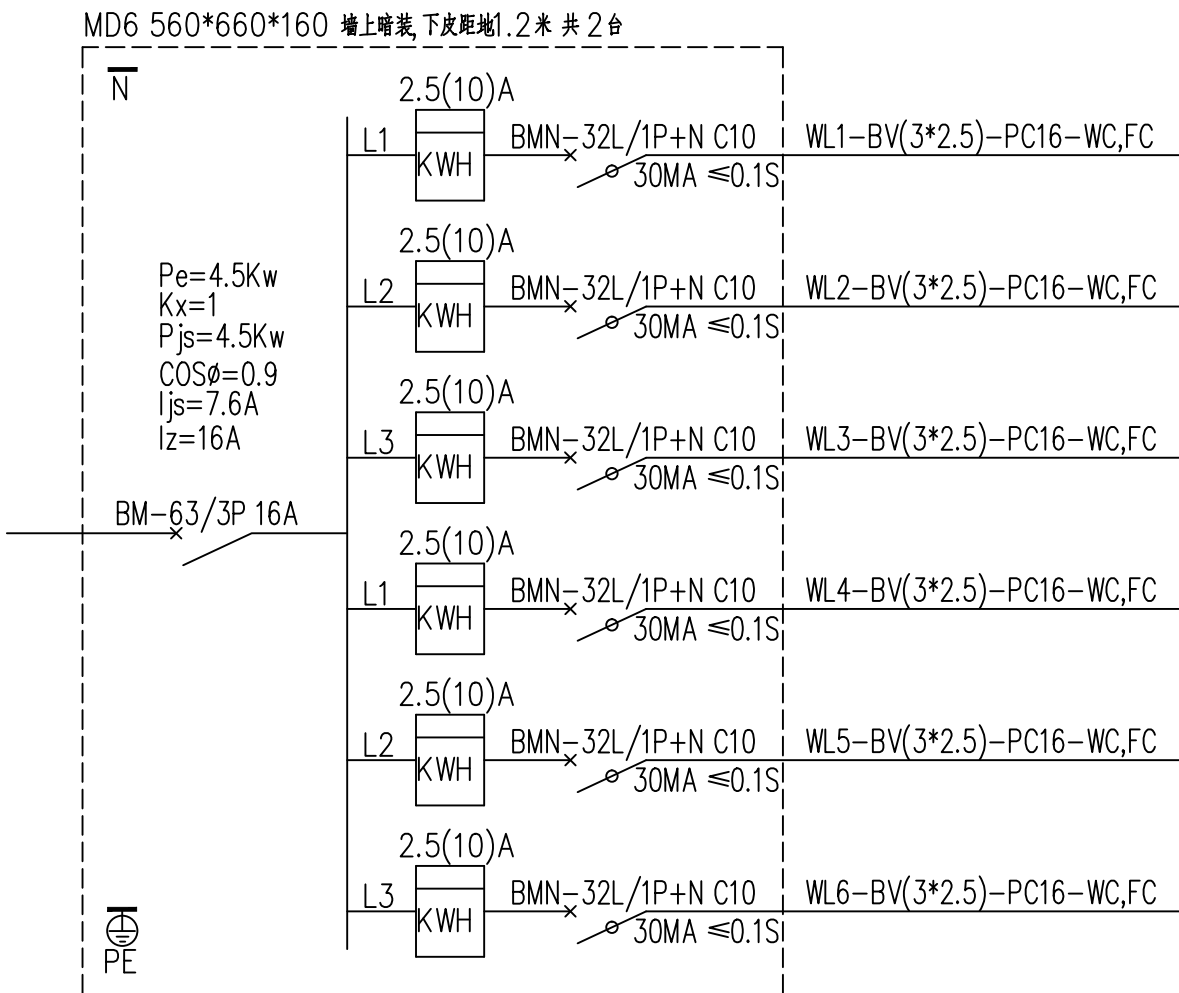 MD6 560*660*160 墙上暗装,下皮距地1.2米 共2台
N
2.5(10)A
L1
KWH
BMN-32L/1P+N C10
30MA ≤0.1S
WL1-BV(3*2.5)-PC16-WC,FC
2.5(10)A
L2
KWH
BMN-32L/1P+N C10
30MA ≤0.1S
WL2-BV(3*2.5)-PC16-WC,FC
Pe=4.5Kw
Kx=1
Pjs=4.5Kw
COSø=0.9
Ijs=7.6A
Iz=16A
2.5(10)A
L3
KWH
BMN-32L/1P+N C10
30MA ≤0.1S
WL3-BV(3*2.5)-PC16-WC,FC
BM-63/3P 16A
2.5(10)A
L1
KWH
BMN-32L/1P+N C10
30MA ≤0.1S
WL4-BV(3*2.5)-PC16-WC,FC
2.5(10)A
L2
KWH
BMN-32L/1P+N C10
30MA ≤0.1S
WL5-BV(3*2.5)-PC16-WC,FC
2.5(10)A
L3
KWH
BMN-32L/1P+N C10
30MA ≤0.1S
WL6-BV(3*2.5)-PC16-WC,FC
PE